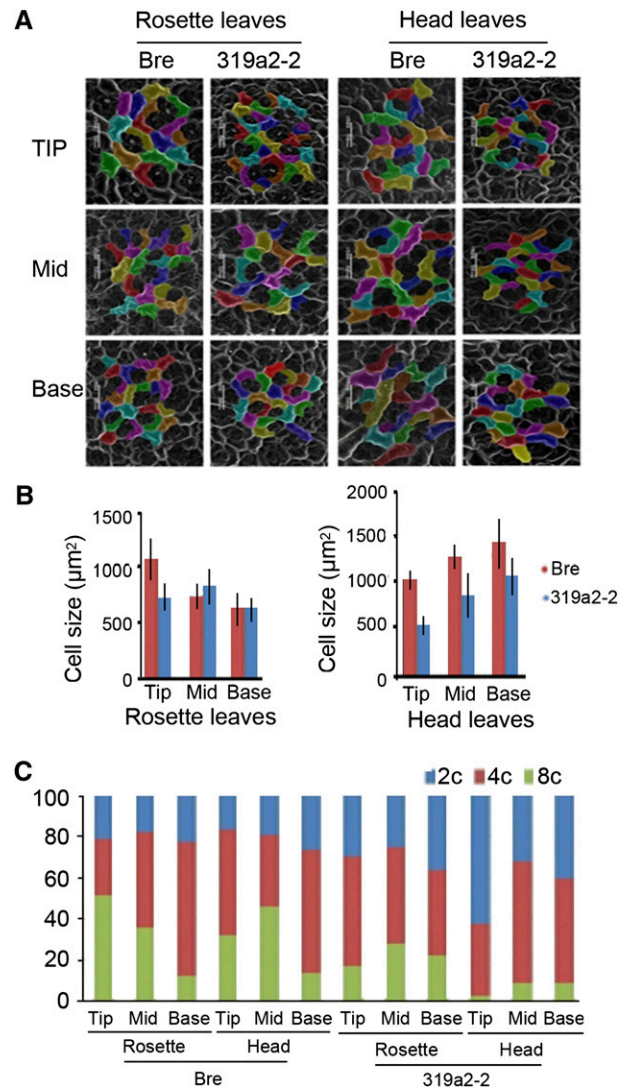 A
Rosette leaves Head leaves
Bre 319a2-2 Bre 319a2-2
TIP
Mid
Base
B
Cell size (µm²)
1500
1000
500
0
Tip Mid Base
Rosette leaves
Cell size (µm²)
2000
1500
1000
500
0
Tip Mid Base
Head leaves
Bre
319a2-2
C
2c 4c 8c
100
80
60
40
20
0
Tip Mid Base Tip Mid Base Tip Mid Base Tip Mid Base
Rosette Head Rosette Head
Bre 319a2-2